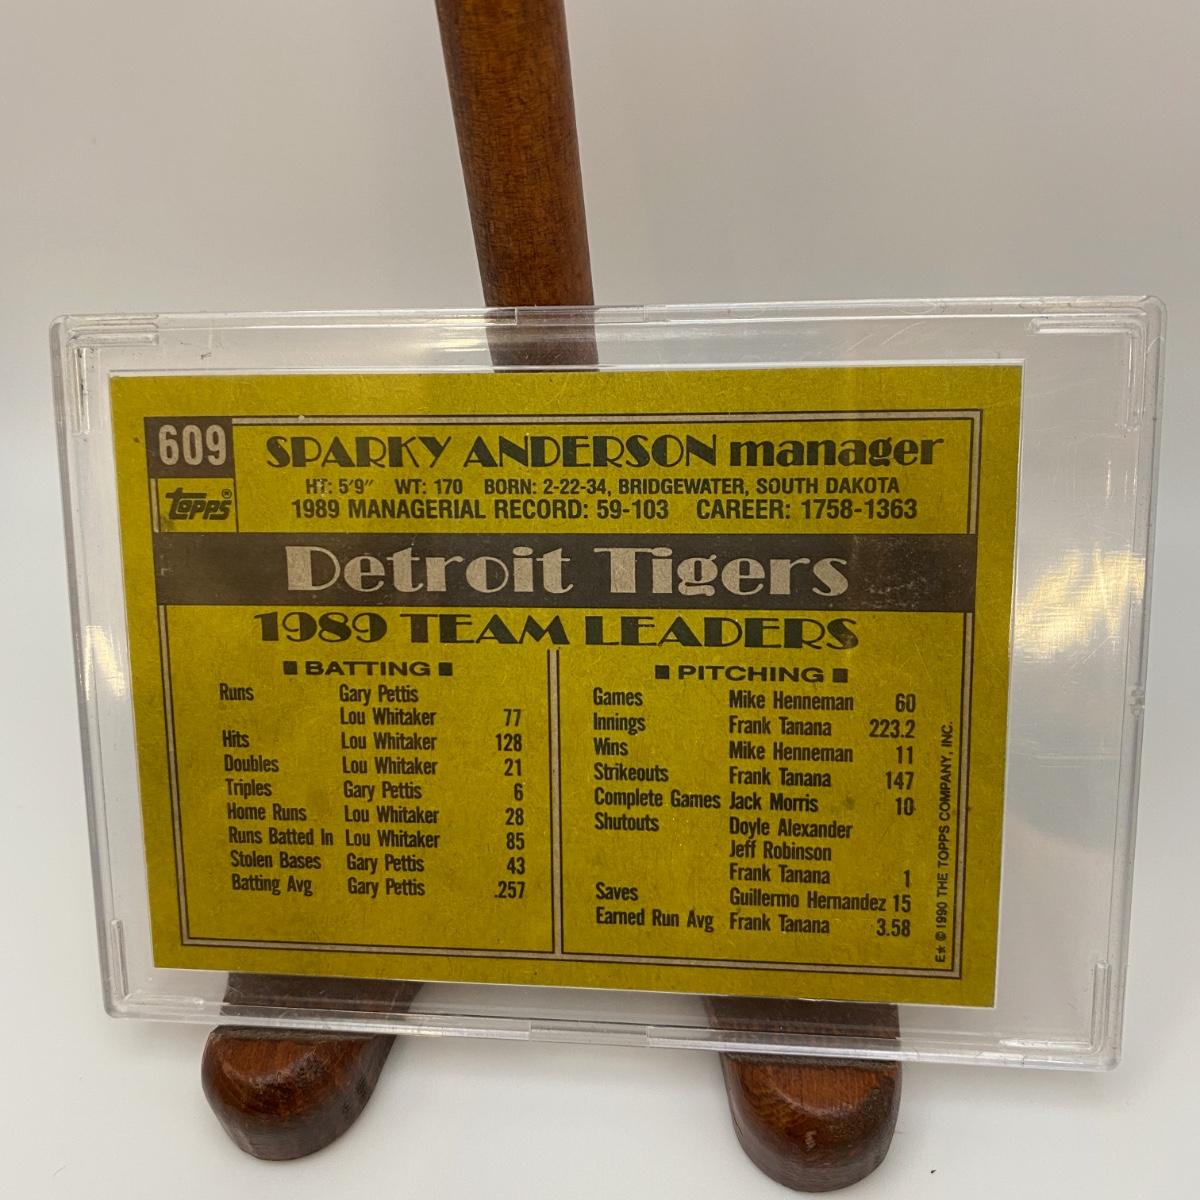 609
topps®
SPARKY ANDERSON manager
HT: 5'9" WT: 170 BORN: 2-22-34, BRIDGEWATER, SOUTH DAKOTA
1989 MANAGERIAL RECORD: 59-103 CAREER: 1758-1363
Detroit Tigers
1989 TEAM LEADERS
■ BATTING ■
Runs Gary Pettis
Lou Whitaker 77
Hits Lou Whitaker 128
Doubles Lou Whitaker 21
Triples Gary Pettis 6
Home Runs Lou Whitaker 28
Runs Batted In Lou Whitaker 85
Stolen Bases Gary Pettis 43
Batting Avg Gary Pettis .257
■ PITCHING ■
Games Mike Henneman 60
Innings Frank Tanana 223.2
Wins Mike Henneman 11
Strikeouts Frank Tanana 147
Complete Games Jack Morris 10
Shutouts Doyle Alexander
Jeff Robinson
Frank Tanana 1
Saves Guillermo Hernandez 15
Earned Run Avg Frank Tanana 3.58
E★ © 1990 THE TOPPS COMPANY, INC.